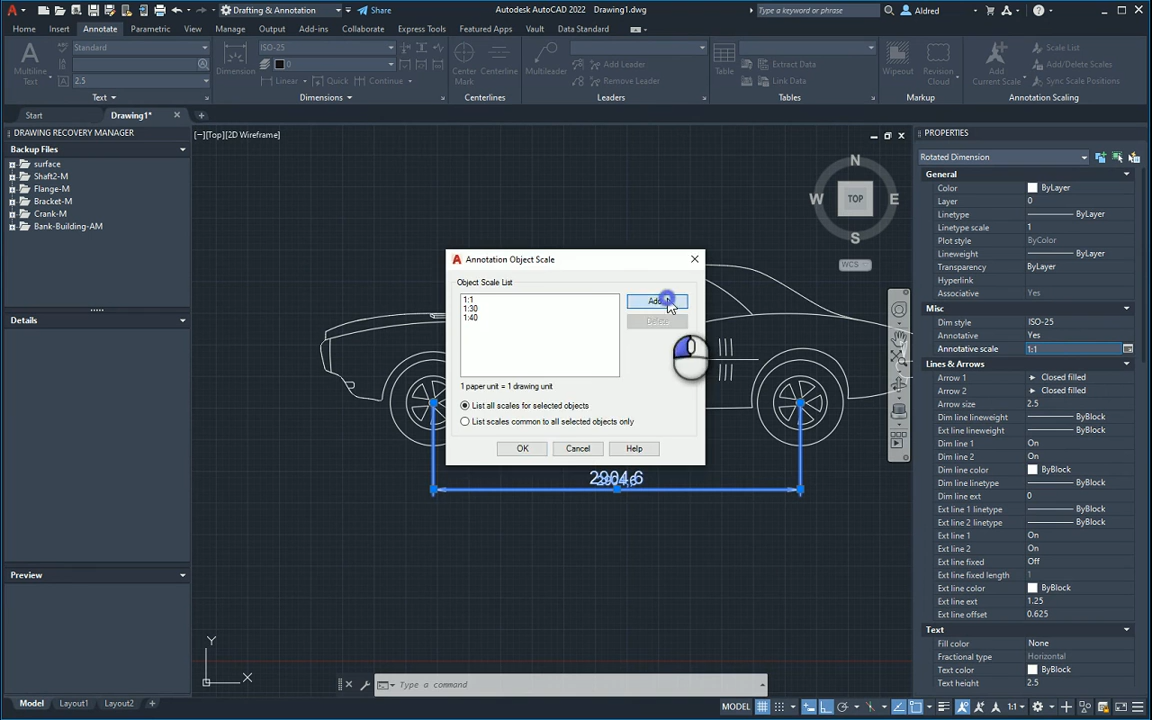 Drafting & Annotation
Share
Autodesk AutoCAD 2022 Drawing1.dwg
Type a keyword or phrase
Aldred
Home Insert Annotate Parametric View Manage Output Add-ins Collaborate Express Tools Featured Apps Vault Data Standard
Multiline Text
Standard
2.5
Text
Dimension
ISO-25
0
Linear Quick Continue
Dimensions
Center Mark Centerline
Centerlines
Multileader
Add Leader
Remove Leader
Leaders
Table
Extract Data
Link Data
Tables
Wipeout Revision Cloud
Markup
Add Current Scale
Scale List
Add/Delete Scales
Sync Scale Positions
Annotation Scaling
Start Drawing1*
DRAWING RECOVERY MANAGER
Backup Files
surface
Shaft2-M
Flange-M
Bracket-M
Crank-M
Bank-Building-AM
Details
Preview
[−][Top][2D Wireframe]
N
W TOP E
S
WCS
Annotation Object Scale
Object Scale List
1:1
1:30
1:40
Delete
1 paper unit = 1 drawing unit
List all scales for selected objects
List scales common to all selected objects only
OK Cancel Help
2904,6
Y
X
Type a command
PROPERTIES
Rotated Dimension
General
Color ByLayer
Layer 0
Linetype ByLayer
Linetype scale 1
Plot style ByColor
Lineweight ByLayer
Transparency ByLayer
Hyperlink
Associative Yes
Misc
Dim style ISO-25
Annotative Yes
Annotative scale 1:1
Lines & Arrows
Arrow 1 Closed filled
Arrow 2 Closed filled
Arrow size 2.5
Dim line lineweight ByBlock
Ext line lineweight ByBlock
Dim line 1 On
Dim line 2 On
Dim line color ByBlock
Dim line linetype ByBlock
Dim line ext 0
Ext line 1 linetype ByBlock
Ext line 2 linetype ByBlock
Ext line 1 On
Ext line 2 On
Ext line fixed Off
Ext line fixed length 1
Ext line color ByBlock
Ext line ext 1.25
Ext line offset 0.625
Text
Fill color None
Fractional type Horizontal
Text color ByBlock
Text height 2.5
Model Layout1 Layout2 +
MODEL
1:1